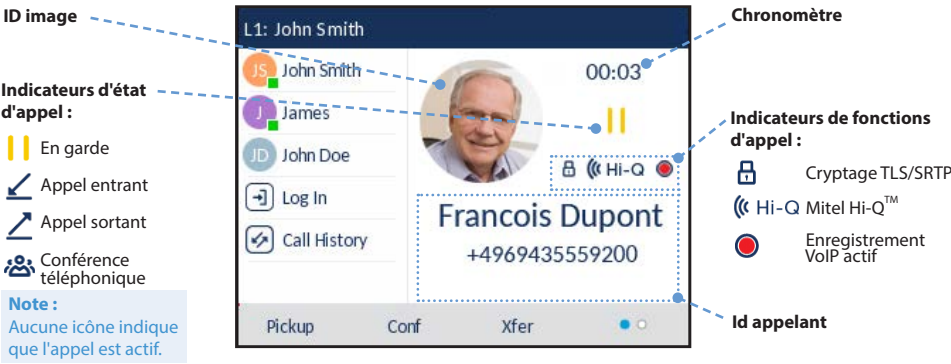 ID image
Indicateurs d'état
d'appel :
En garde
Appel entrant
Appel sortant
Conférence
téléphonique
Note :
Aucune icône indique
que l'appel est actif.
L1: John Smith
JS John Smith
J James
JD John Doe
Log In
Call History
00:03
Hi-Q
Francois Dupont
+4969435559200
Pickup Conf Xfer
Chronomètre
Indicateurs de fonctions
d'appel :
Cryptage TLS/SRTP
Hi-Q Mitel Hi-Q™
Enregistrement
VoIP actif
Id appelant